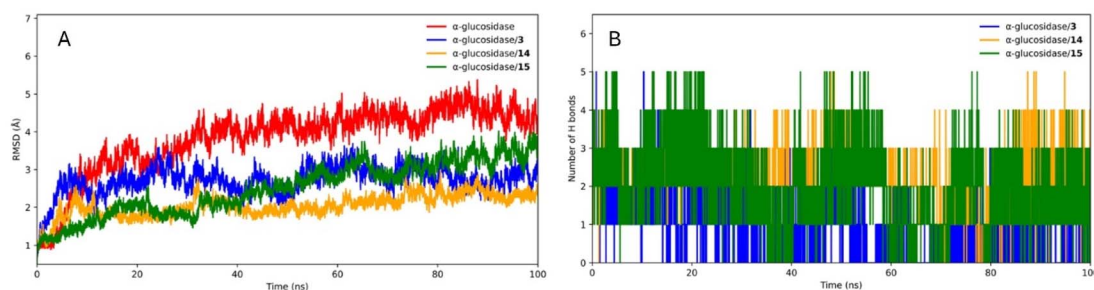 A
α-glucosidase
α-glucosidase/3
α-glucosidase/14
α-glucosidase/15
RMSD (Å)
7
6
5
4
3
2
1
0 20 40 60 80 100
Time (ns)
B
α-glucosidase/3
α-glucosidase/14
α-glucosidase/15
Number of H bonds
6
5
4
3
2
1
0
0 20 40 60 80 100
Time (ns)